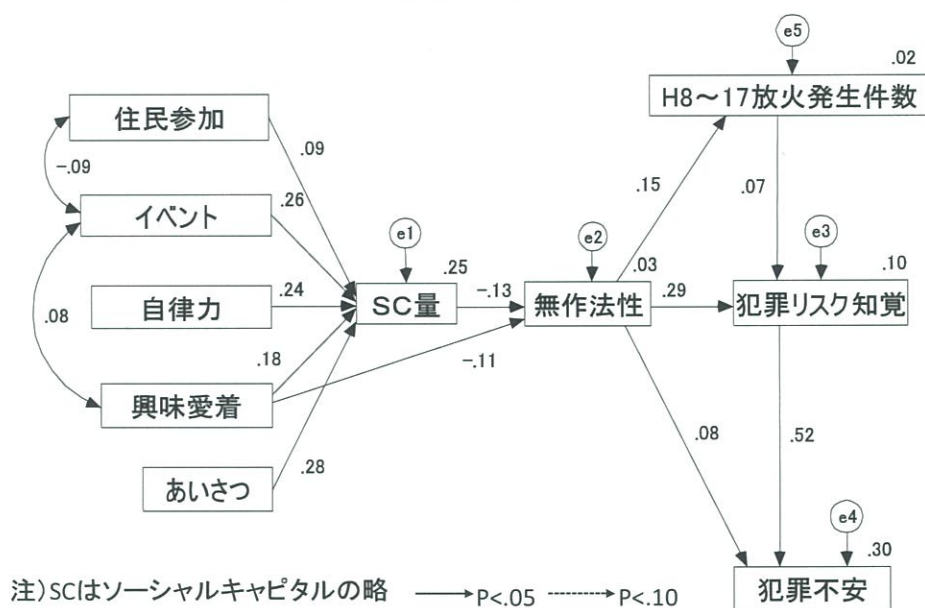 e5
.02
H8～17放火発生件数
住民参加
.09
-.09
.15
.07
イベント
.26
e1
e2
e3
.25
.03
.10
自律力
.24
SC量
-.13
無作法性
.29
犯罪リスク知覚
.08
.18
-.11
興味愛着
.08
.52
.28
あいさつ
e4
.30
犯罪不安
注)SCはソーシャルキャピタルの略 P<.05 P<.10